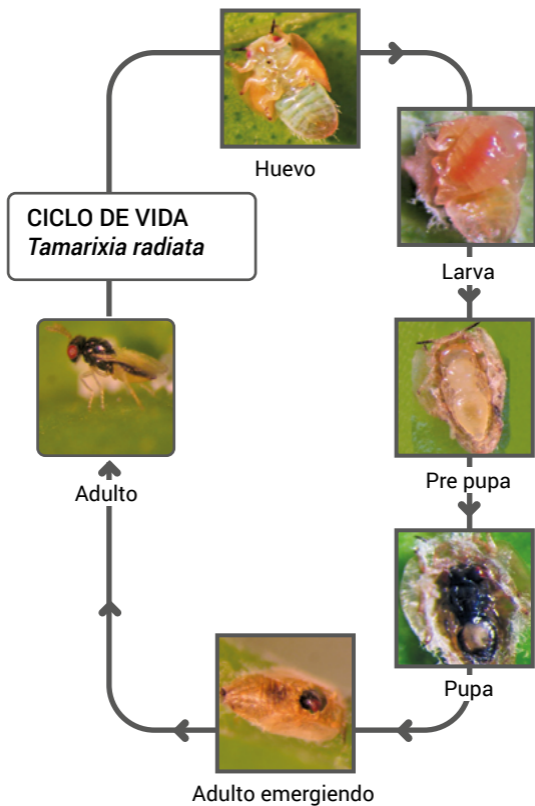 Huevo
CICLO DE VIDA
Tamarixia radiata
Larva
Adulto
Pre pupa
Pupa
Adulto emergiendo